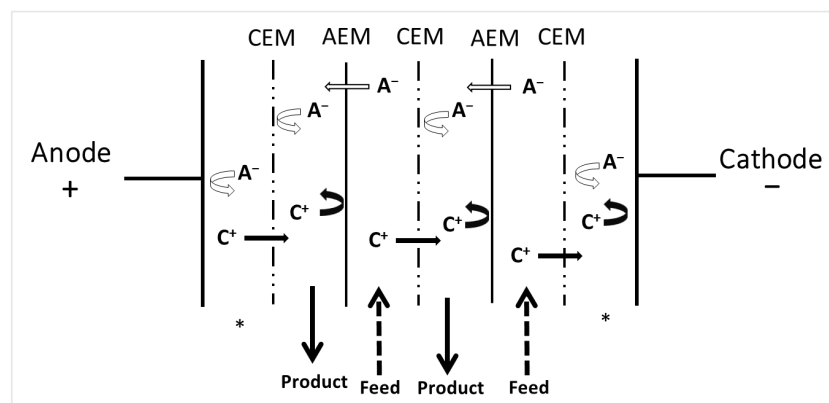 CEM AEM CEM AEM CEM
A⁻ A⁻
A⁻ A⁻
Anode Cathode
+ −
A⁻ A⁻
C⁺ C⁺ C⁺
C⁺ C⁺
C⁺
* *
Product Feed Product Feed